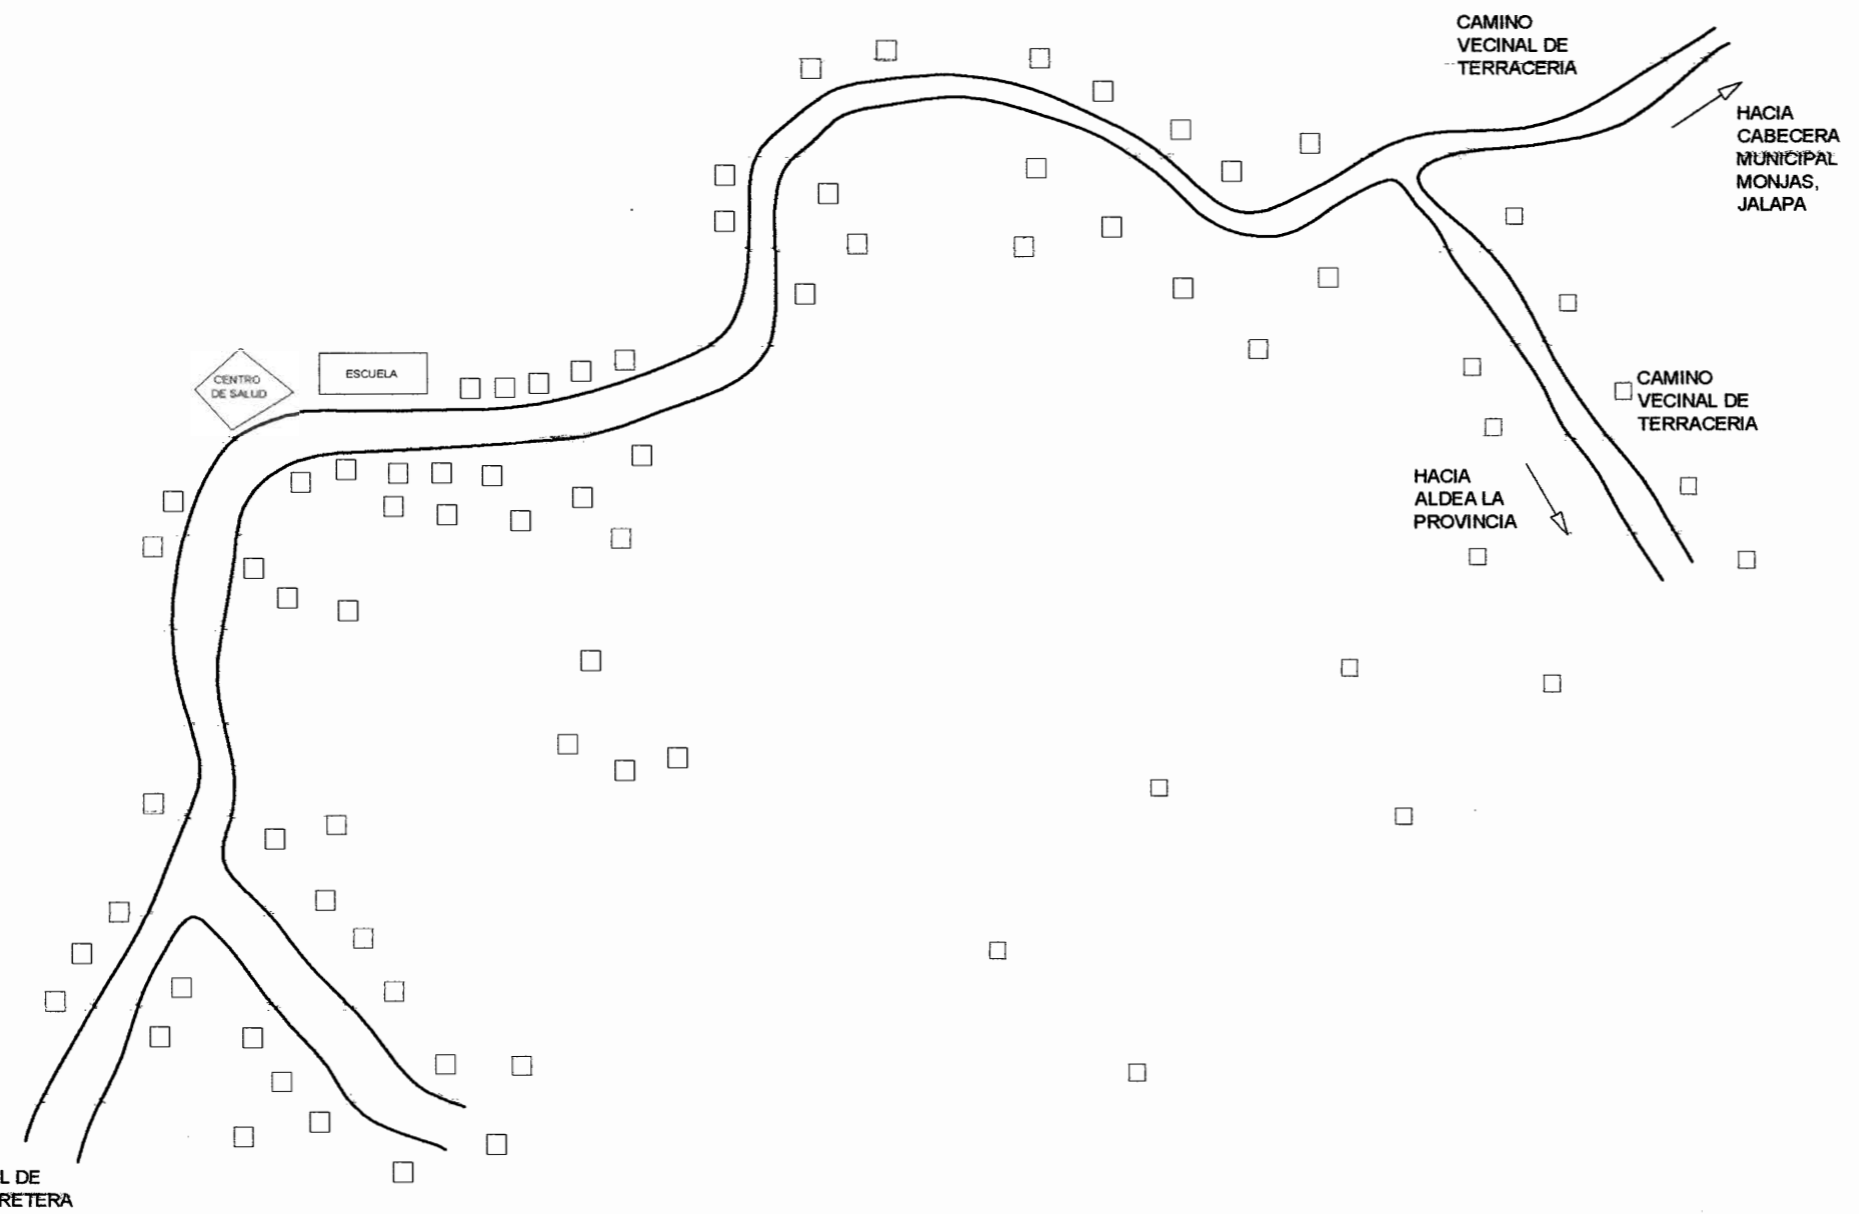 CAMINO
VECINAL DE
TERRACERIA
HACIA
CABECERA
MUNICIPAL
MONJAS,
JALAPA
CENTRO
DE SALUD
ESCUELA
CAMINO
VECINAL DE
TERRACERIA
HACIA
ALDEA LA
PROVINCIA
L DE
RETERA